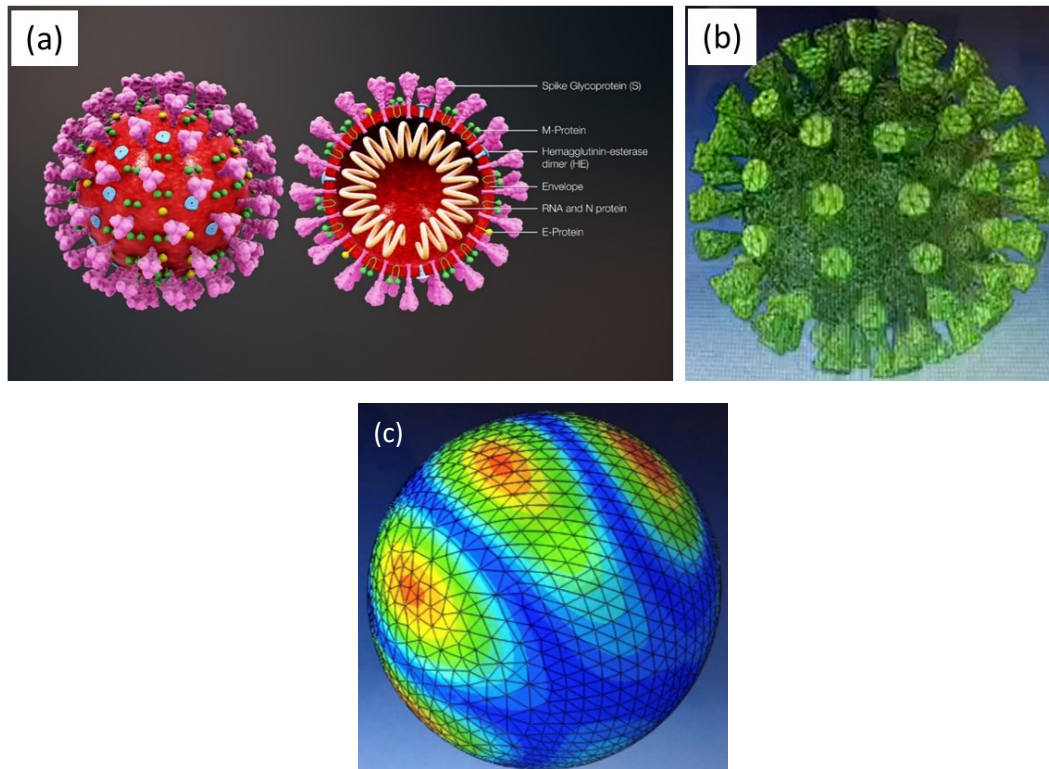 (a)
Spike Glycoprotein (S)
M-Protein
Hemagglutinin-esterase
dimer (HE)
Envelope
RNA and N protein
E-Protein
(b)
(c)